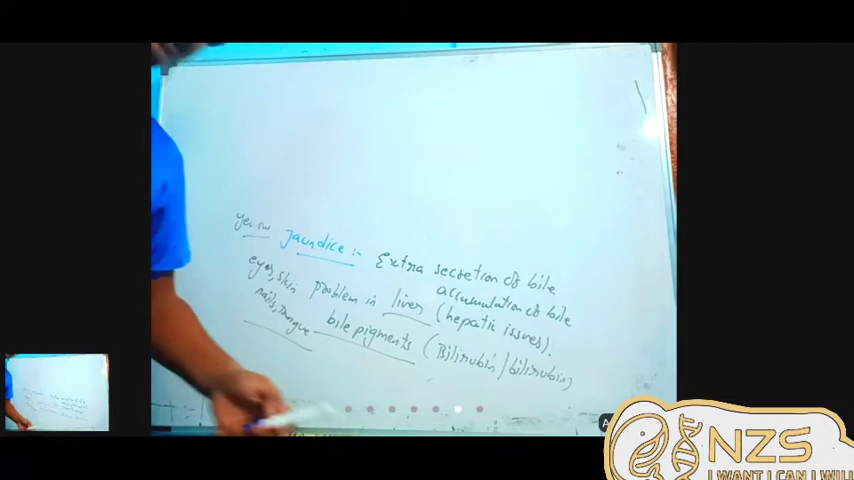 yellow Jaundice :- Extra secretion of bile
accumulation of bile
eyes, skin problem in liver (hepatic issues).
nails, tongue bile pigments (Bilirubin/bilirubin)
NZS
I WANT I CAN I WILL